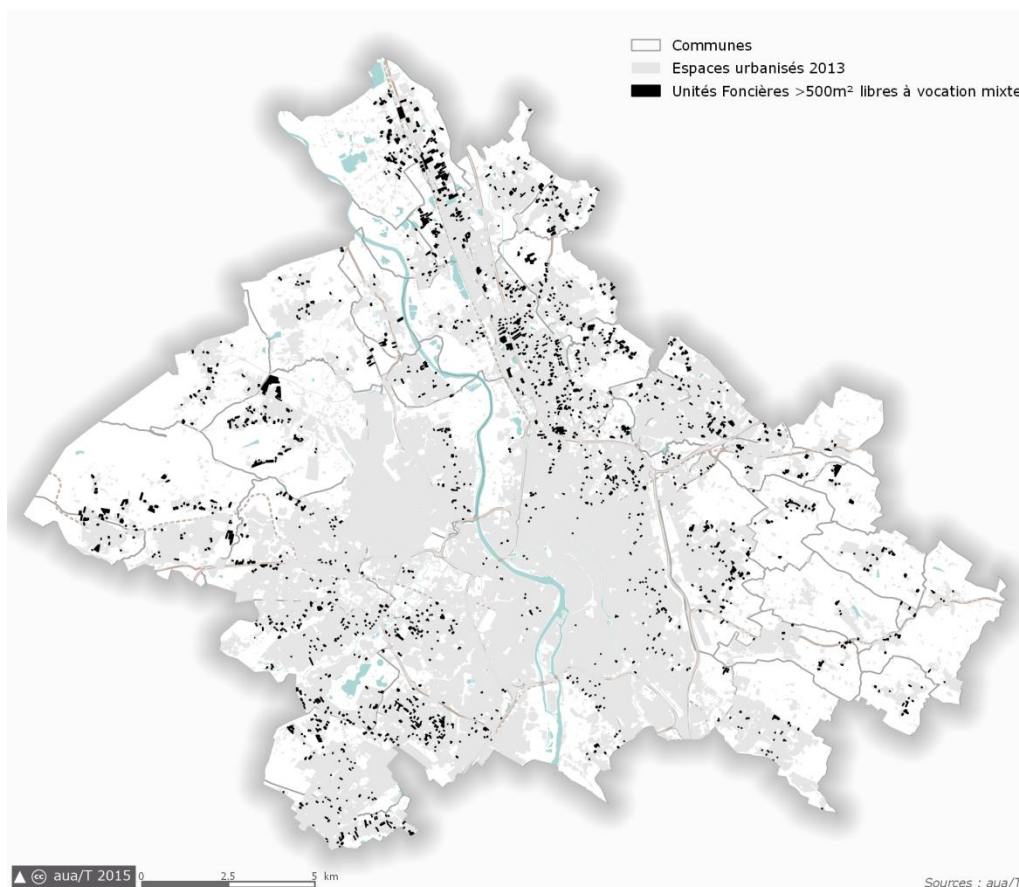 Communes
Espaces urbanisés 2013
Unités Foncières >500m² libres à vocation mixte
▲ cc aua/T 2015
0 2.5 5 km
Sources : aua/T